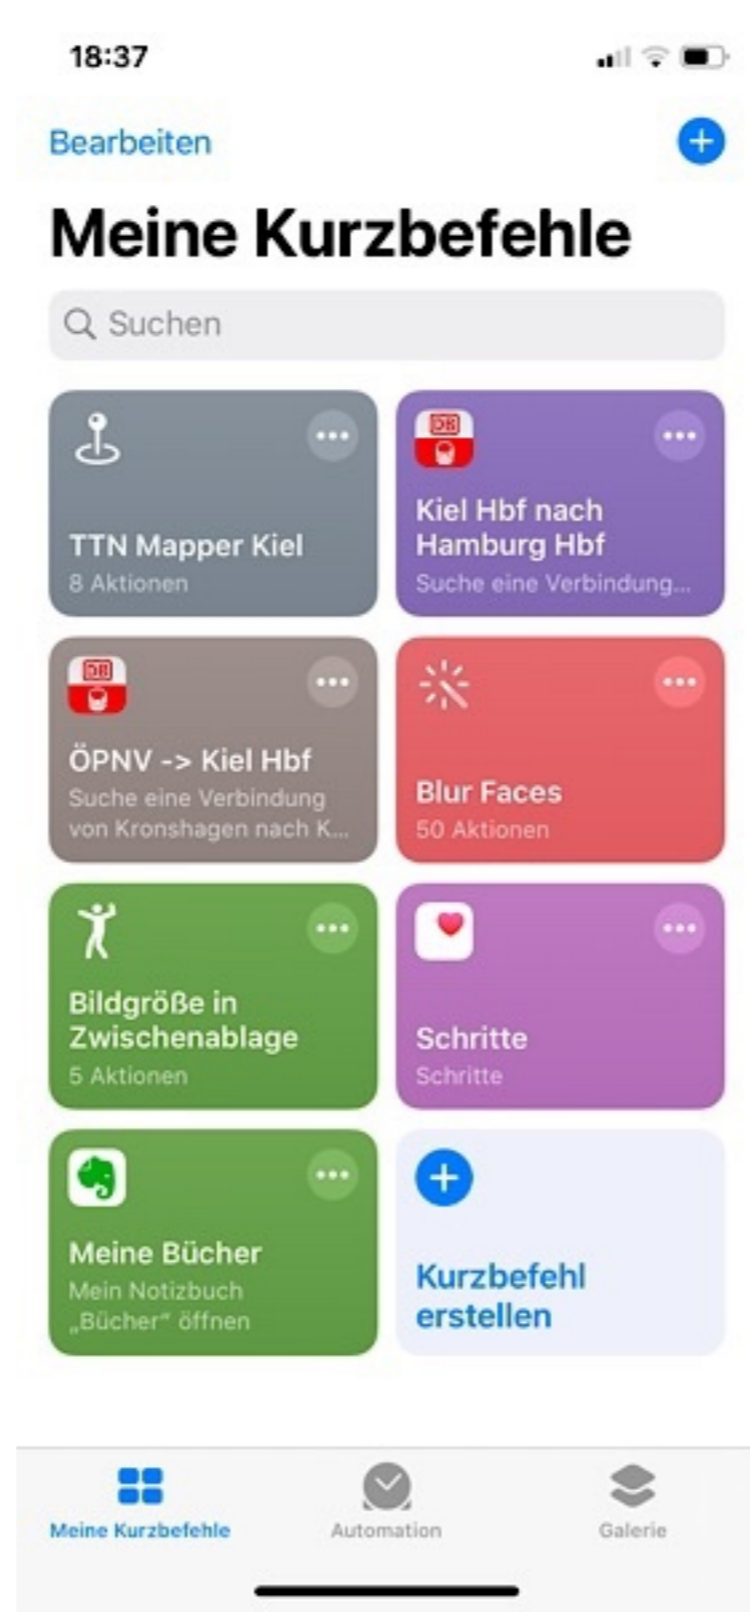 18:37
Bearbeiten
Meine Kurzbefehle
Suchen
TTN Mapper Kiel
8 Aktionen
DB
Kiel Hbf nach
Hamburg Hbf
Suche eine Verbindung...
DB
ÖPNV -> Kiel Hbf
Suche eine Verbindung
von Kronshagen nach K...
Blur Faces
50 Aktionen
Bildgröße in
Zwischenablage
5 Aktionen
Schritte
Schritte
Meine Bücher
Mein Notizbuch
„Bücher“ öffnen
Kurzbefehl
erstellen
Meine Kurzbefehle
Automation
Galerie